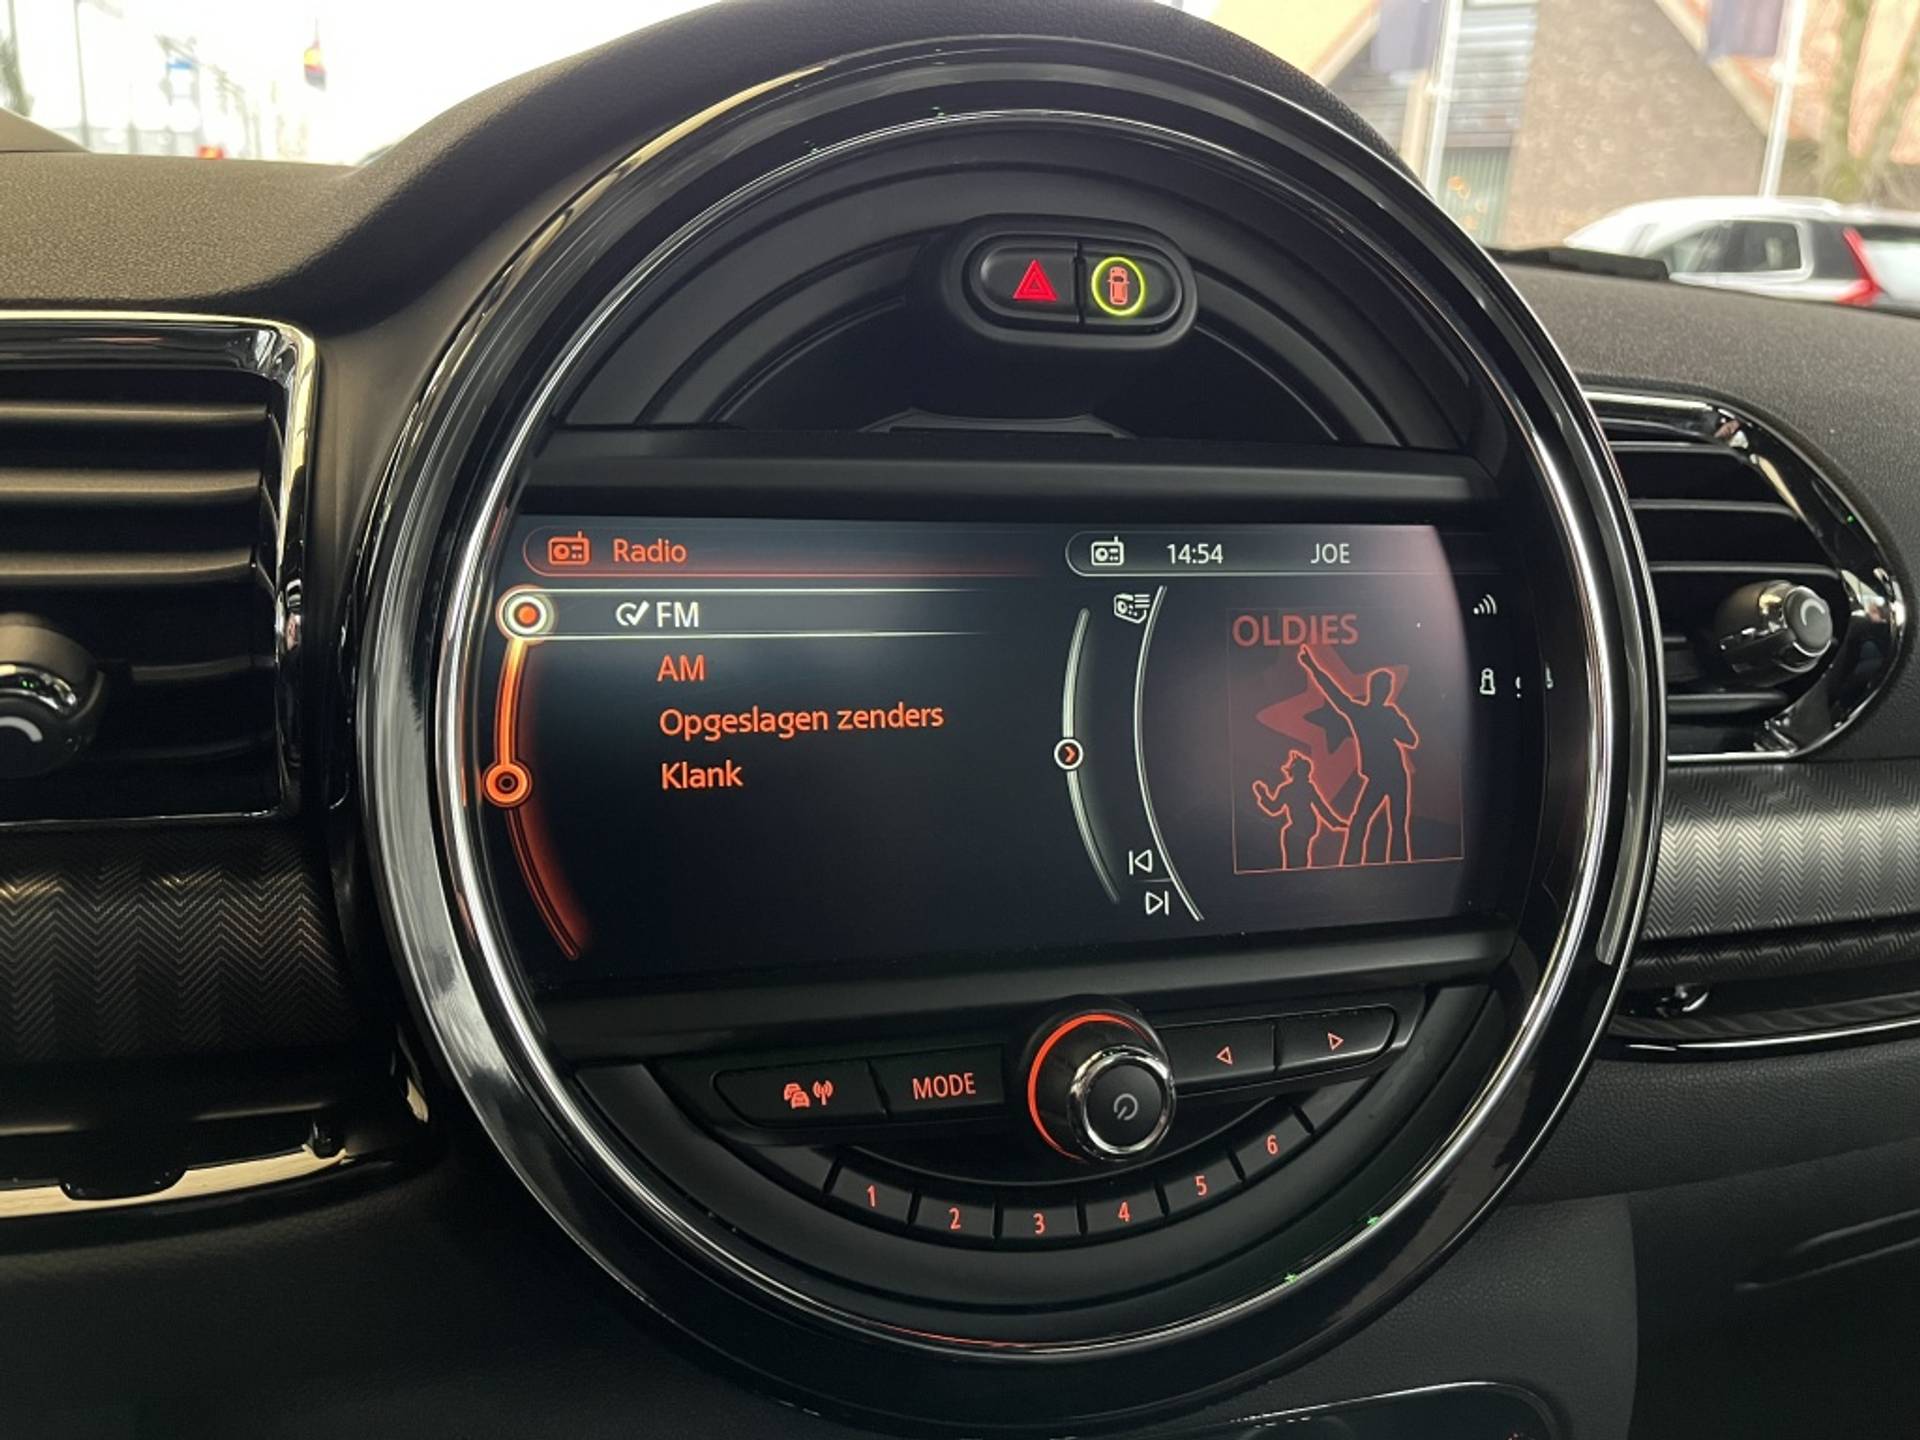 Radio
14:54 JOE
FM
AM
Opgeslagen zenders
Klank
OLDIES
MODE
1 2 3 4 5 6